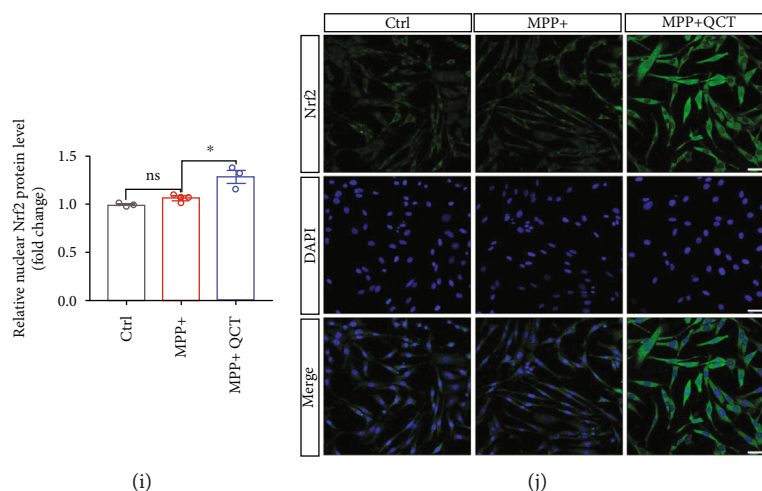 Relative nuclear Nrf2 protein level
(fold change)
1.5
1.0
0.5
0.0
ns
*
Ctrl
MPP+
MPP+ QCT
(i)
Ctrl
MPP+
MPP+QCT
Nrf2
DAPI
Merge
(j)